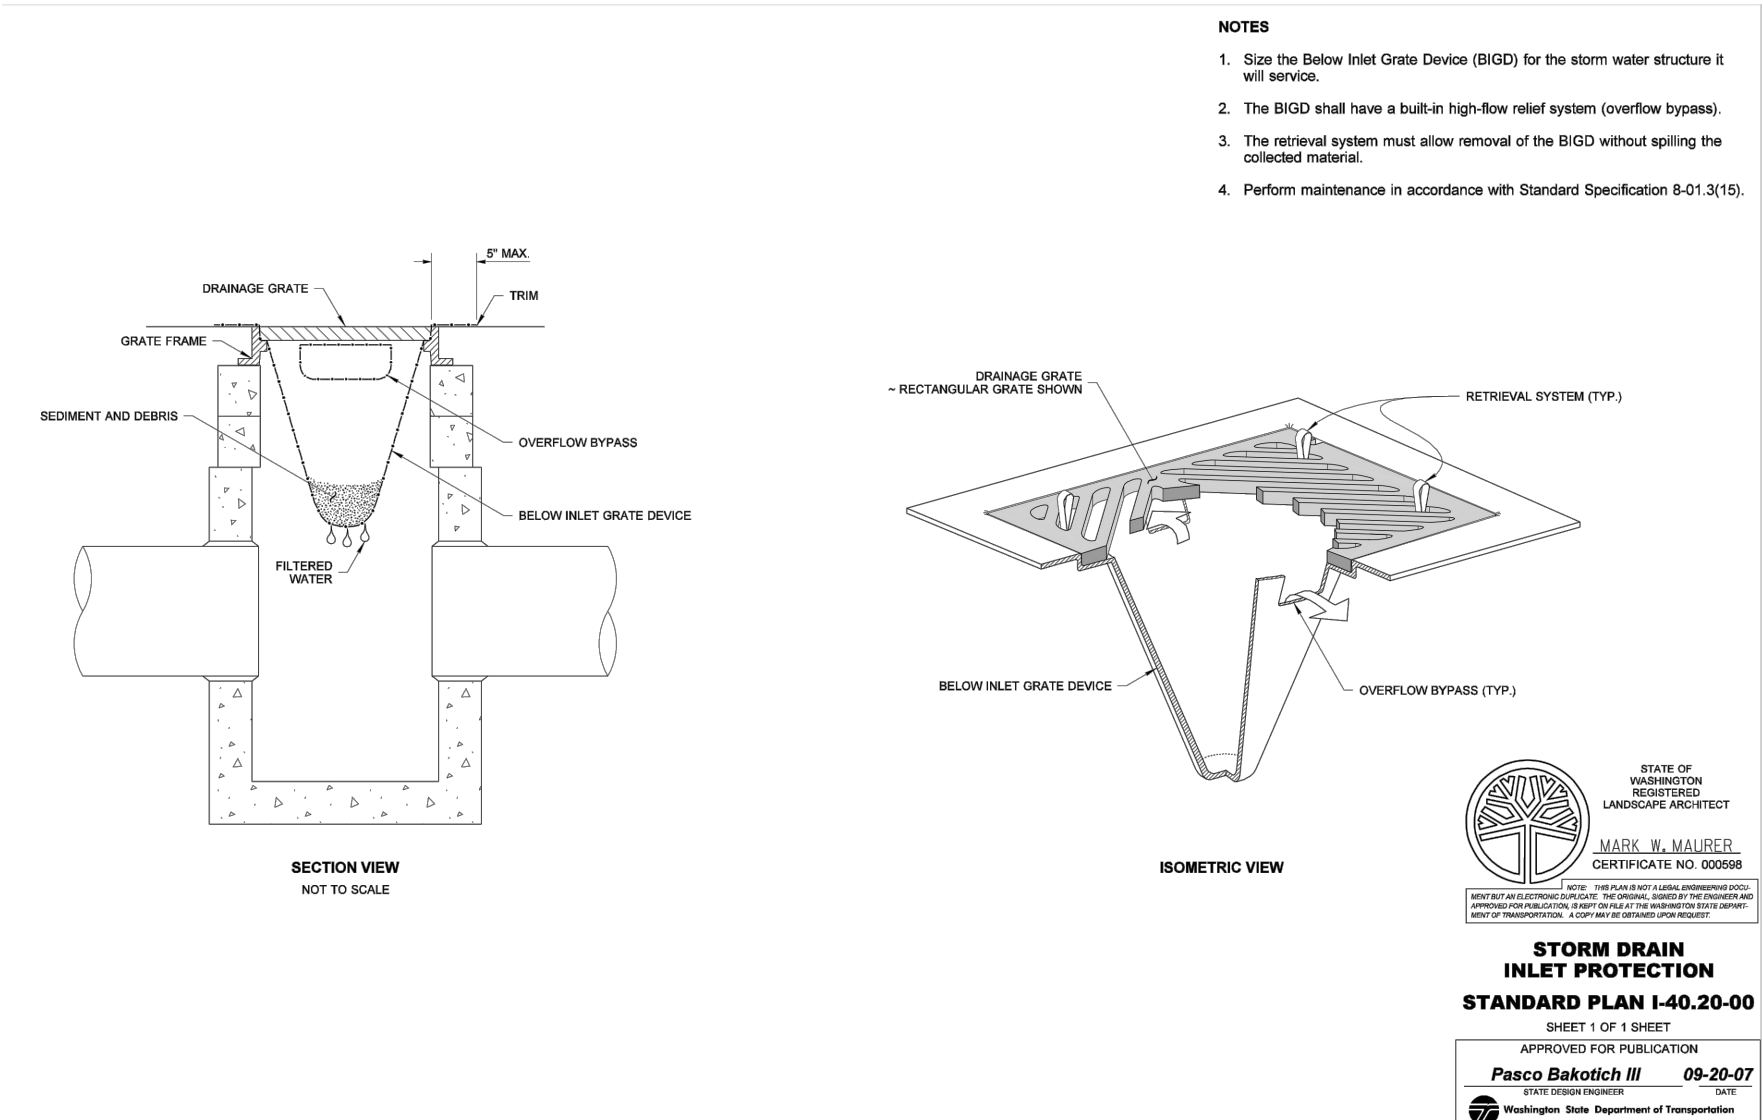 NOTES
1. Size the Below Inlet Grate Device (BIGD) for the storm water structure it
will service.
2. The BIGD shall have a built-in high-flow relief system (overflow bypass).
3. The retrieval system must allow removal of the BIGD without spilling the
collected material.
4. Perform maintenance in accordance with Standard Specification 8-01.3(15).
5" MAX.
DRAINAGE GRATE
TRIM
GRATE FRAME
SEDIMENT AND DEBRIS
OVERFLOW BYPASS
BELOW INLET GRATE DEVICE
FILTERED
WATER
SECTION VIEW
NOT TO SCALE
DRAINAGE GRATE
~ RECTANGULAR GRATE SHOWN
RETRIEVAL SYSTEM (TYP.)
BELOW INLET GRATE DEVICE
OVERFLOW BYPASS (TYP.)
ISOMETRIC VIEW
STATE OF
WASHINGTON
REGISTERED
LANDSCAPE ARCHITECT
MARK W. MAURER
CERTIFICATE NO. 000598
NOTE: THIS PLAN IS NOT A LEGAL ENGINEERING DOCU-
MENT BUT AN ELECTRONIC DUPLICATE. THE ORIGINAL, SIGNED BY THE ENGINEER AND
APPROVED FOR PUBLICATION, IS KEPT ON FILE AT THE WASHINGTON STATE DEPART-
MENT OF TRANSPORTATION. A COPY MAY BE OBTAINED UPON REQUEST.
STORM DRAIN
INLET PROTECTION
STANDARD PLAN I-40.20-00
SHEET 1 OF 1 SHEET
APPROVED FOR PUBLICATION
Pasco Bakotich III 09-20-07
STATE DESIGN ENGINEER DATE
Washington State Department of Transportation